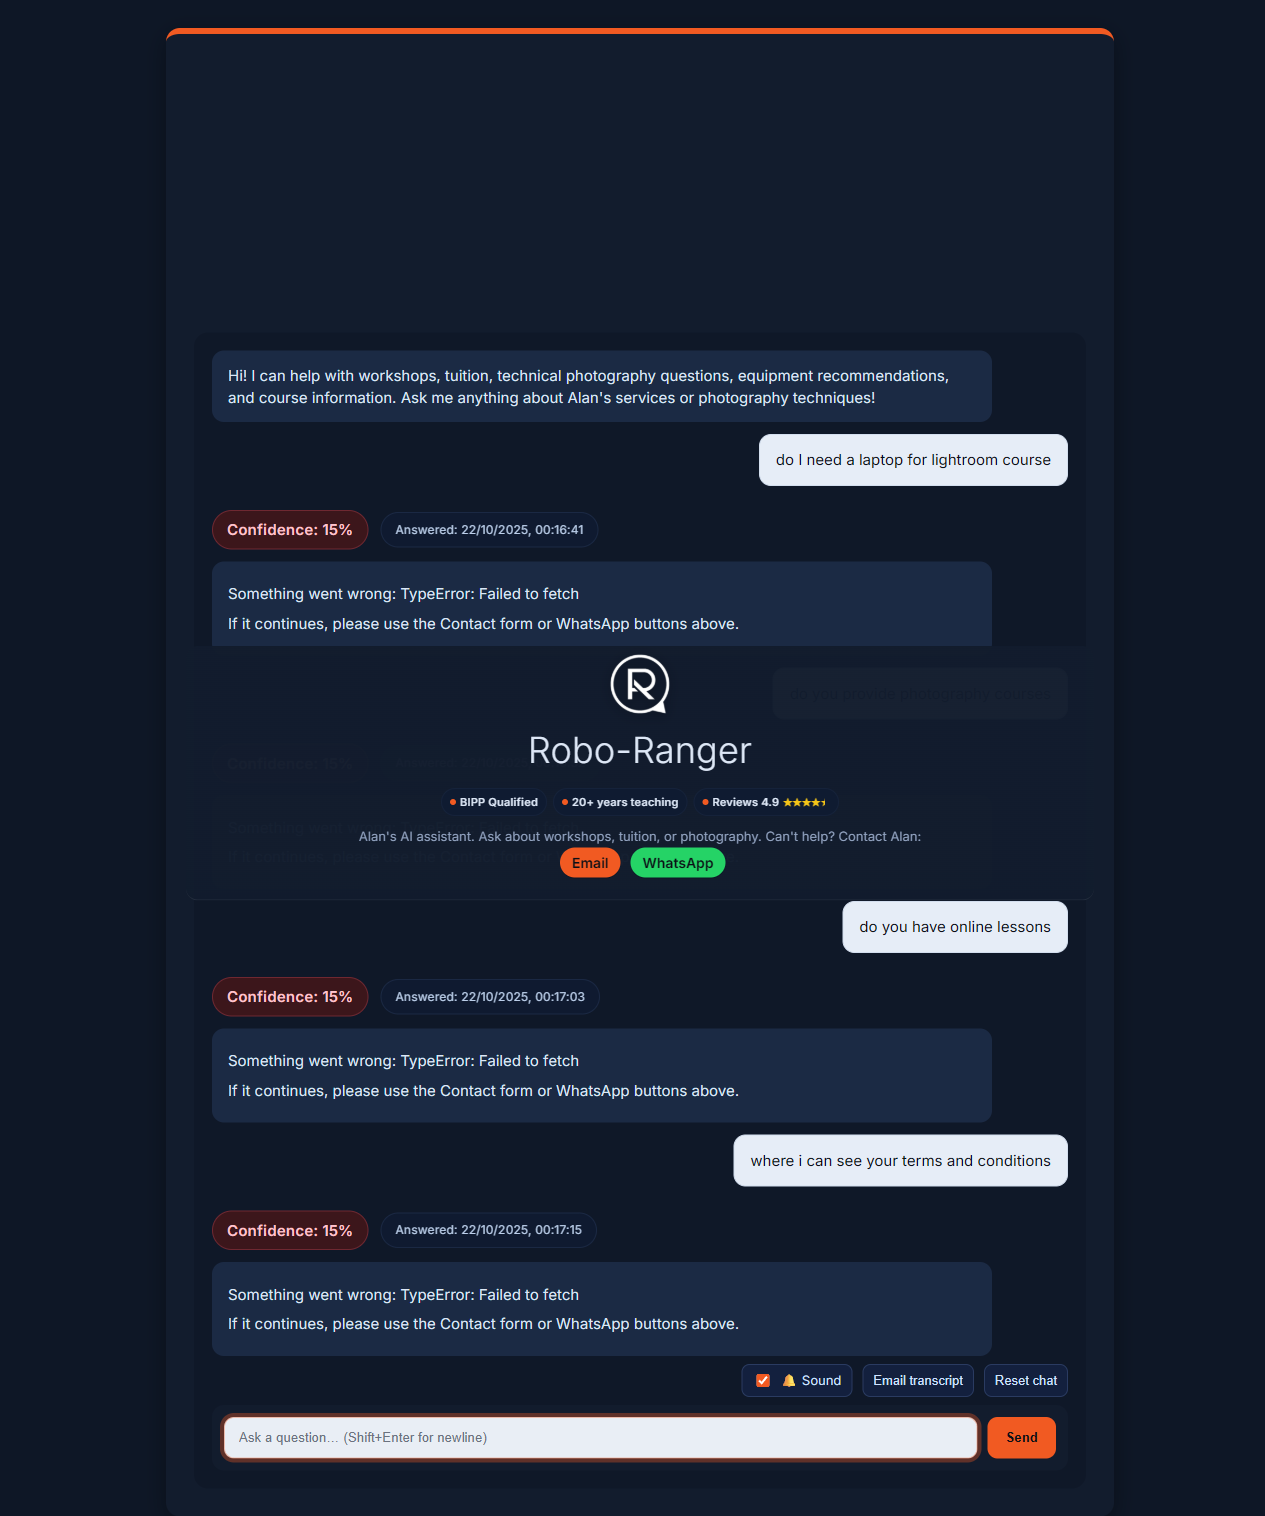 Hi! I can help with workshops, tuition, technical photography questions, equipment recommendations,
and course information. Ask me anything about Alan's services or photography techniques!
do I need a laptop for lightroom course
Confidence: 15%
Answered: 22/10/2025, 00:16:41
Something went wrong: TypeError: Failed to fetch
If it continues, please use the Contact form or WhatsApp buttons above.
do you provide photography courses
Confidence: 15%
Robo-Ranger
BIPP Qualified
20+ years teaching
Reviews 4.9
Alan's AI assistant. Ask about workshops, tuition, or photography. Can't help? Contact Alan:
Email
WhatsApp
do you have online lessons
Confidence: 15%
Answered: 22/10/2025, 00:17:03
Something went wrong: TypeError: Failed to fetch
If it continues, please use the Contact form or WhatsApp buttons above.
where i can see your terms and conditions
Confidence: 15%
Answered: 22/10/2025, 00:17:15
Something went wrong: TypeError: Failed to fetch
If it continues, please use the Contact form or WhatsApp buttons above.
Sound
Email transcript
Reset chat
Ask a question... (Shift+Enter for newline)
Send